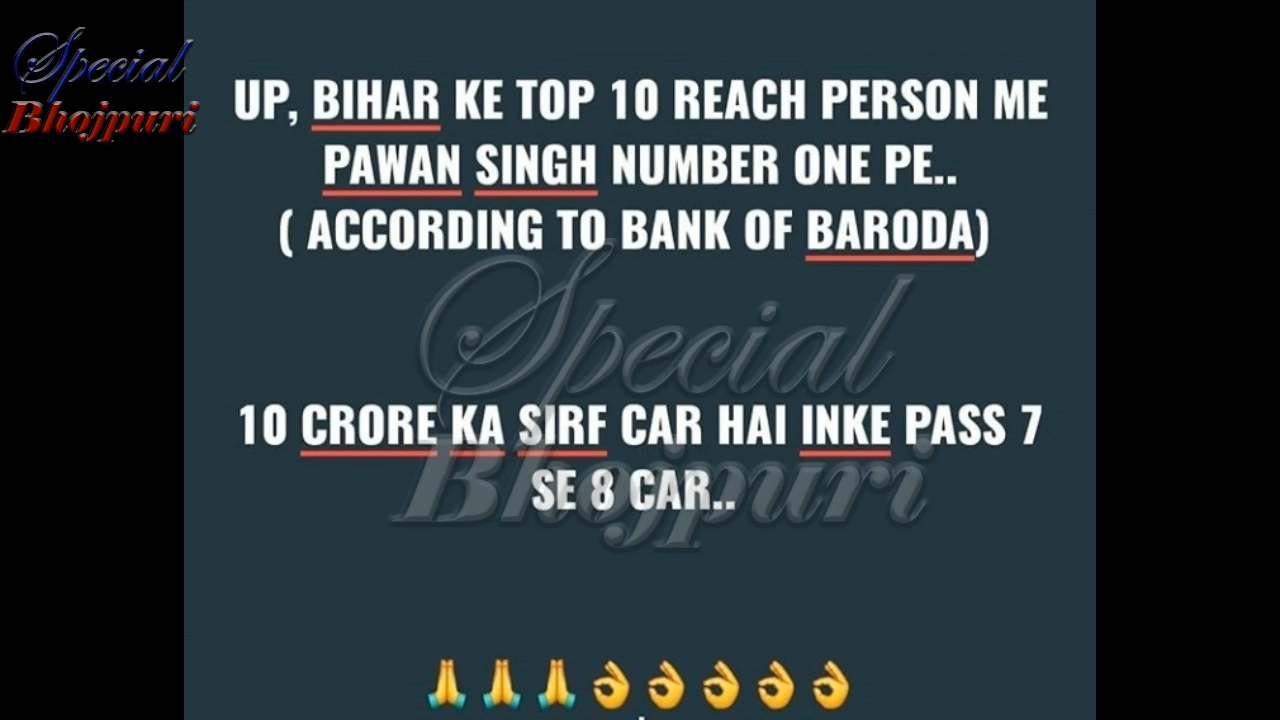 Special
Bhojpuri
UP, BIHAR KE TOP 10 REACH PERSON ME
PAWAN SINGH NUMBER ONE PE..
( ACCORDING TO BANK OF BARODA)
Special
10 CRORE KA SIRF CAR HAI INKE PASS 7
SE 8 CAR..
Bhojpuri
🙏🙏🙏👌👌👌👌👌